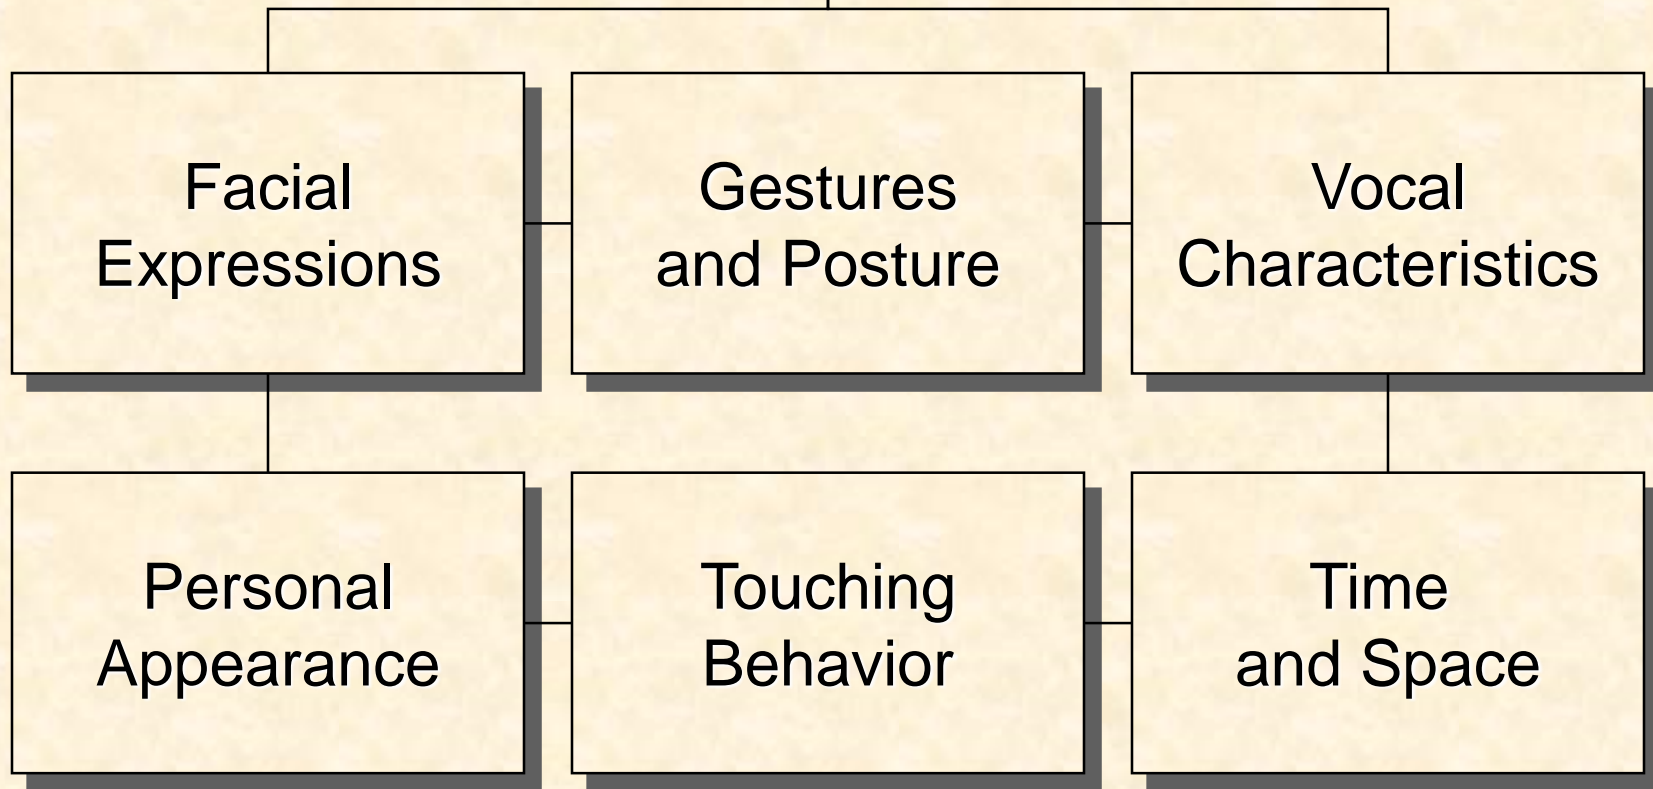 Facial
Expressions
Gestures
and Posture
Vocal
Characteristics
Personal
Appearance
Touching
Behavior
Time
and Space